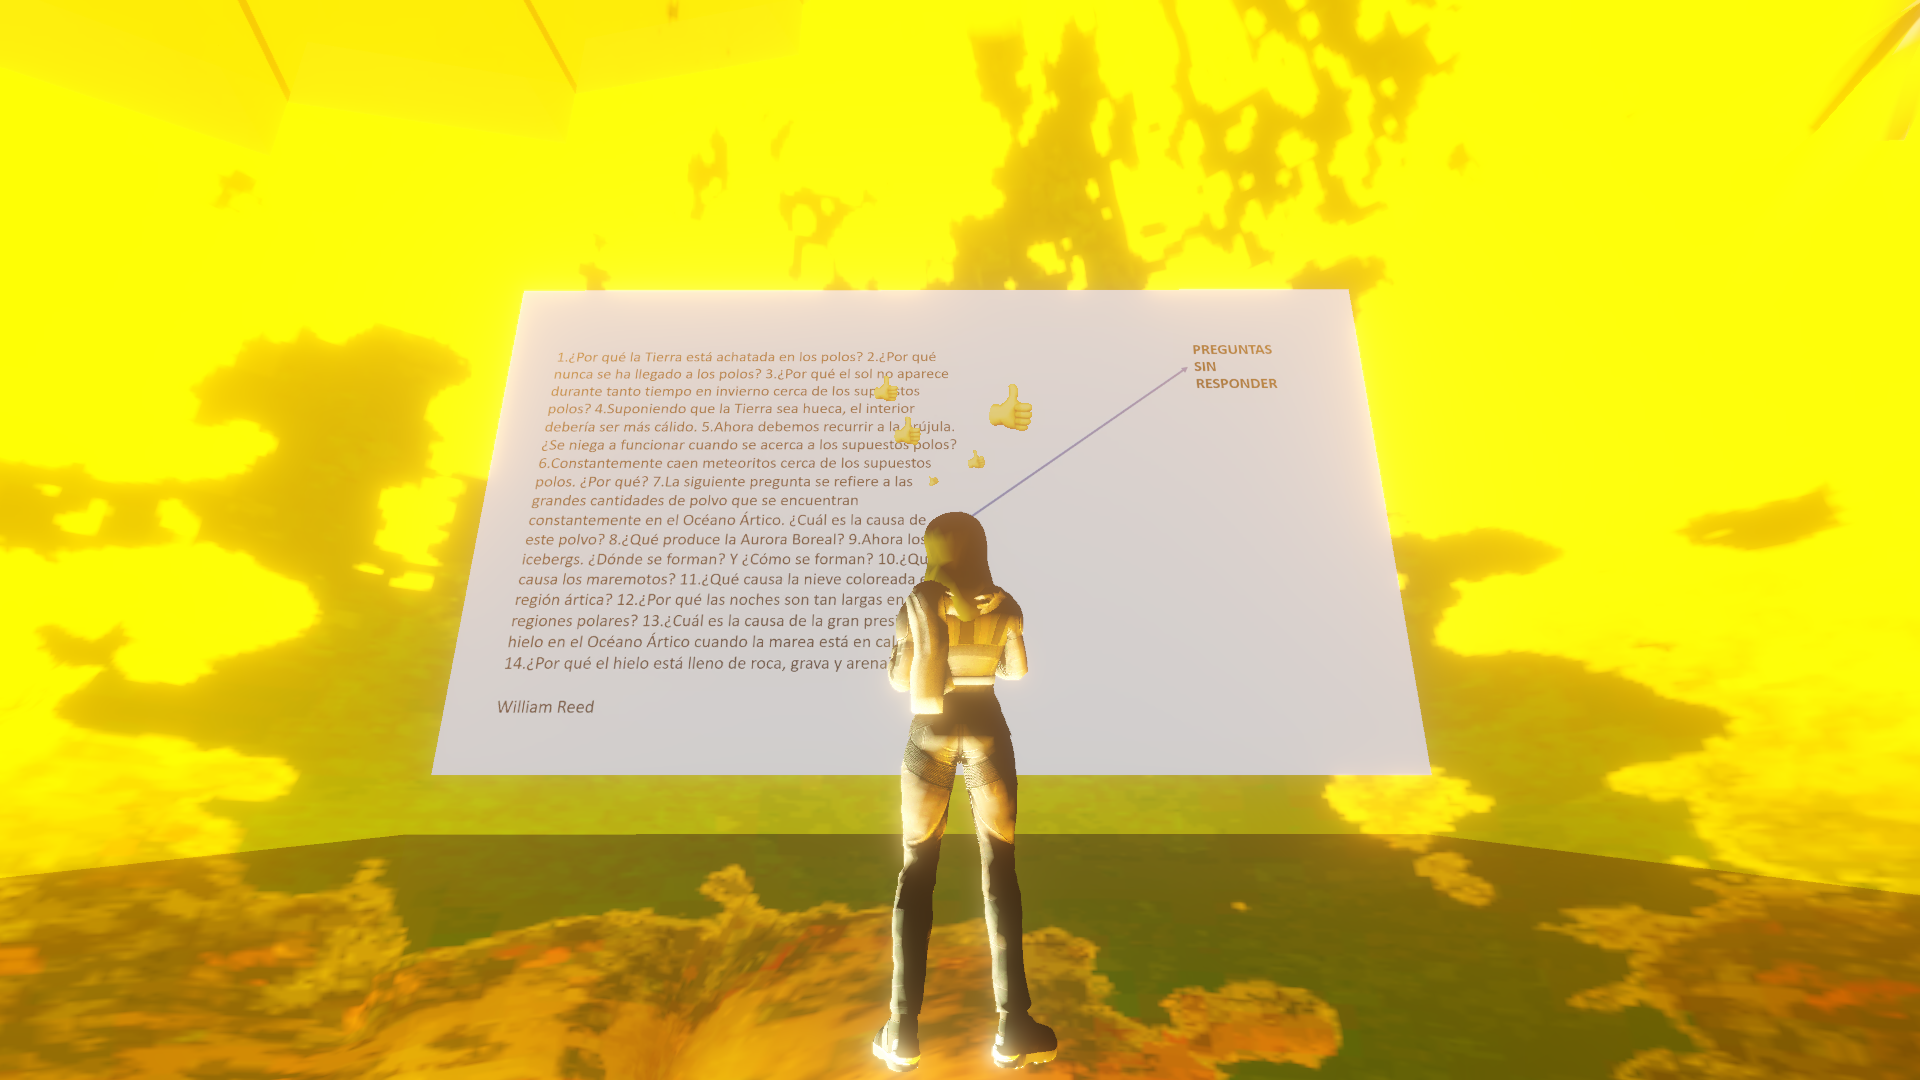 1.¿Por qué la Tierra está achatada en los polos? 2.¿Por qué
nunca se ha llegado a los polos? 3.¿Por qué el sol no aparece
durante tanto tiempo en invierno cerca de los supuestos
polos? 4.Suponiendo que la Tierra sea hueca, el interior
debería ser más cálido. 5.Ahora debemos recurrir a la brújula.
¿Se niega a funcionar cuando se acerca a los supuestos polos?
6.Constantemente caen meteoritos cerca de los supuestos
polos. ¿Por qué? 7.La siguiente pregunta se refiere a las
grandes cantidades de polvo que se encuentran
constantemente en el Océano Ártico. ¿Cuál es la causa de
este polvo? 8.¿Qué produce la Aurora Boreal? 9.Ahora los
icebergs. ¿Dónde se forman? Y ¿Cómo se forman? 10.¿Qu
causa los maremotos? 11.¿Qué causa la nieve coloreada
región ártica? 12.¿Por qué las noches son tan largas en
regiones polares? 13.¿Cuál es la causa de la gran
hielo en el Océano Ártico cuando la marea está en
14.¿Por qué el hielo está lleno de roca, grava y arena
William Reed
PREGUNTAS
SIN
RESPONDER